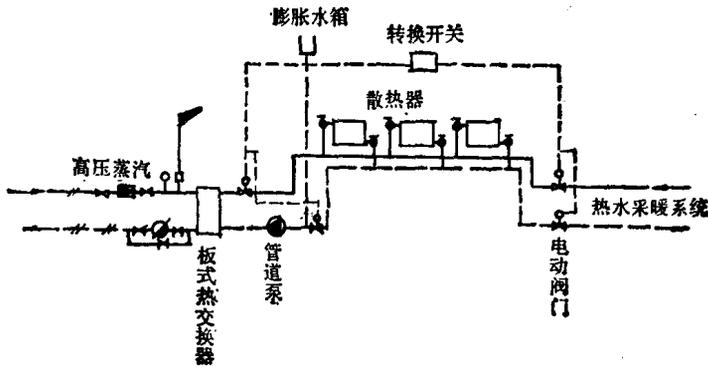 膨胀水箱
转换开关
散热器
高压蒸汽
热水采暖系统
管道泵
板式热交换器
电动阀门